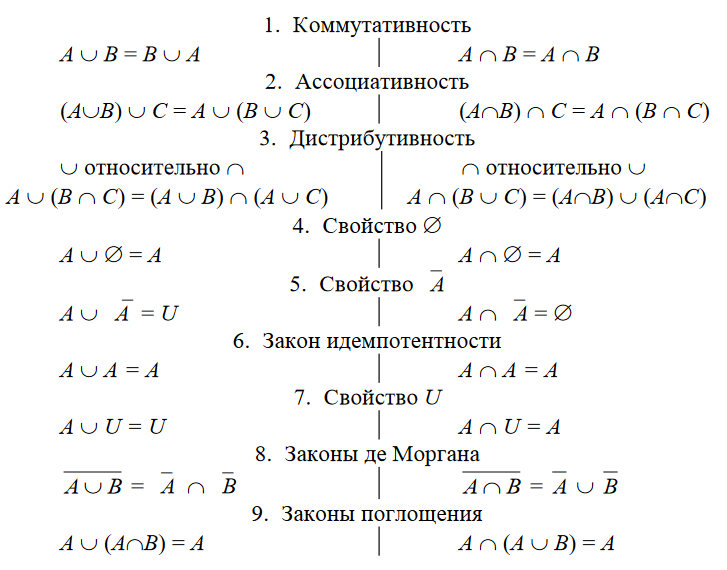 1. Коммутативность
A ∪ B = B ∪ A | A ∩ B = A ∩ B
2. Ассоциативность
(A∪B) ∪ C = A ∪ (B ∪ C) | (A∩B) ∩ C = A ∩ (B ∩ C)
3. Дистрибутивность
∪ относительно ∩ | ∩ относительно ∪
A ∪ (B ∩ C) = (A ∪ B) ∩ (A ∪ C) | A ∩ (B ∪ C) = (A∩B) ∪ (A∩C)
4. Свойство ∅
A ∪ ∅ = A | A ∩ ∅ = A
5. Свойство A̅
A ∪ A̅ = U | A ∩ A̅ = ∅
6. Закон идемпотентности
A ∪ A = A | A ∩ A = A
7. Свойство U
A ∪ U = U | A ∩ U = A
8. Законы де Моргана
A̅ ∪̅ B̅ = A̅ ∩ B̅ | A̅ ∩̅ B̅ = A̅ ∪ B̅
9. Законы поглощения
A ∪ (A∩B) = A | A ∩ (A ∪ B) = A